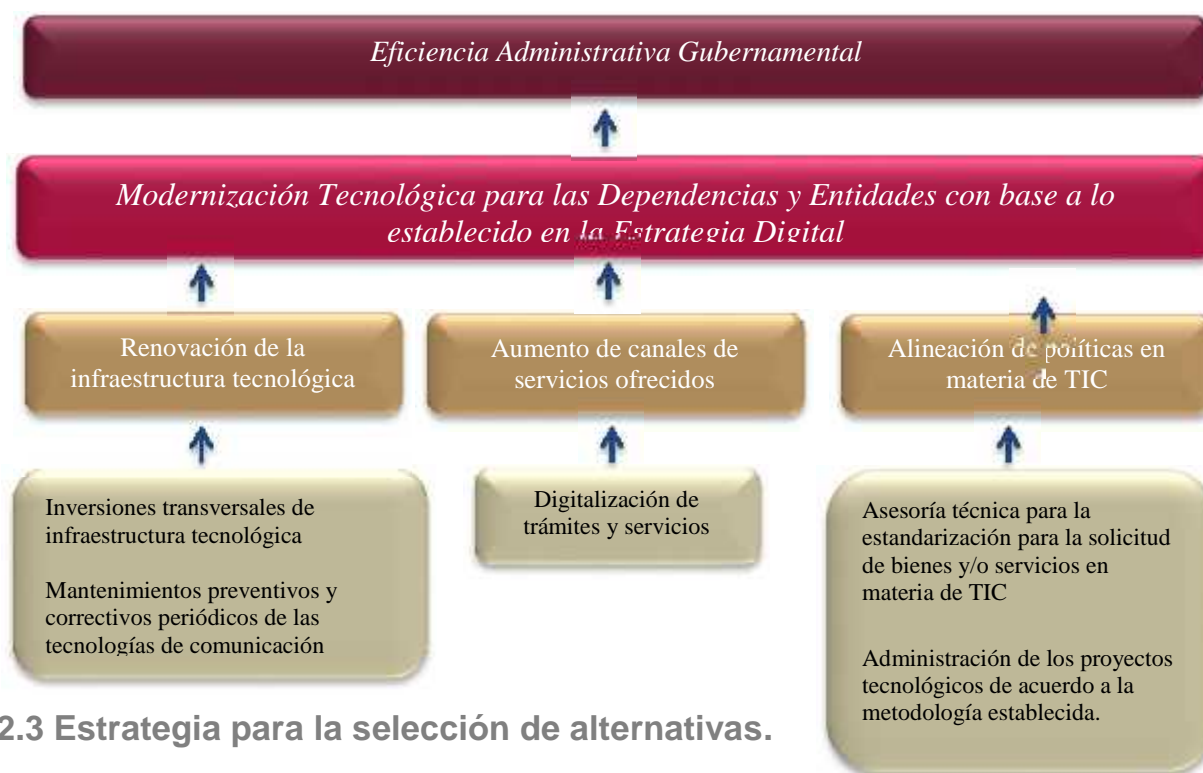 Eficiencia Administrativa Gubernamental
Modernización Tecnológica para las Dependencias y Entidades con base a lo
establecido en la Estrategia Digital
Renovación de la
infraestructura tecnológica
Aumento de canales de
servicios ofrecidos
Alineación de políticas en
materia de TIC
Inversiones transversales de
infraestructura tecnológica
Mantenimientos preventivos y
correctivos periódicos de las
tecnologías de comunicación
Digitalización de
trámites y servicios
Asesoría técnica para la
estandarización para la solicitud
de bienes y/o servicios en
materia de TIC
Administración de los proyectos
tecnológicos de acuerdo a la
metodología establecida.
2.3 Estrategia para la selección de alternativas.